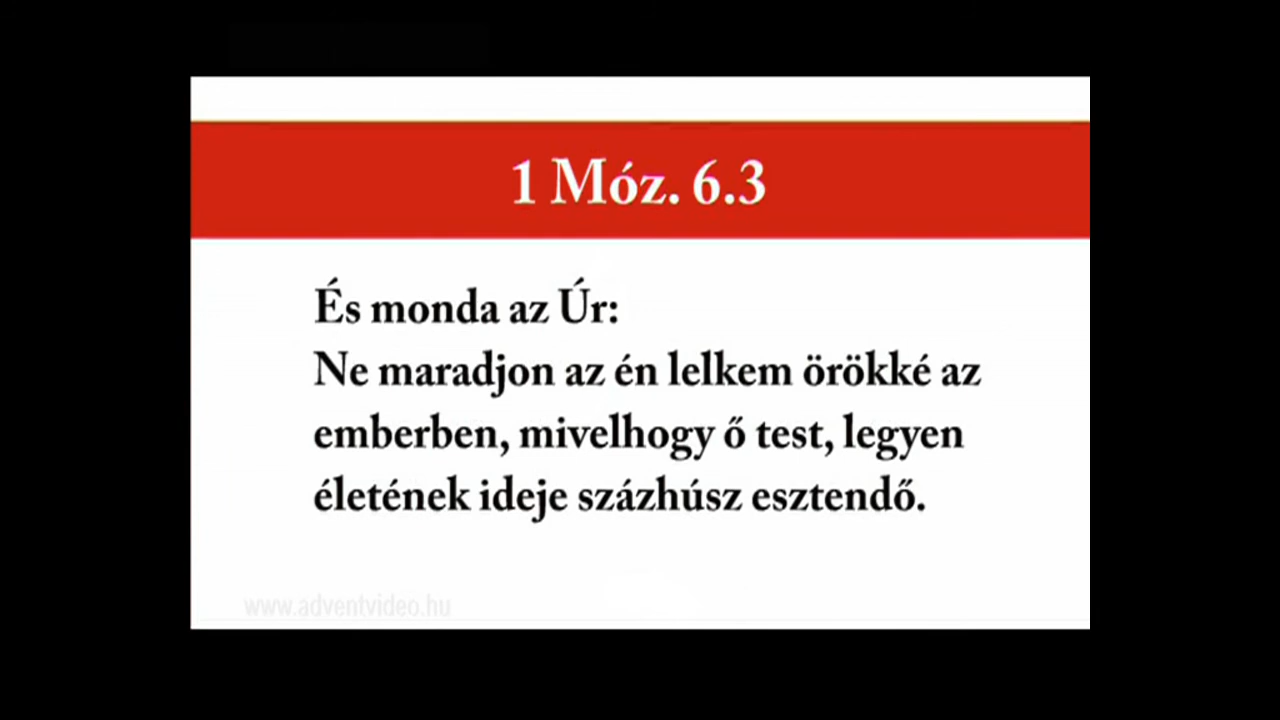 1 Móz. 6.3
És monda az Úr:
Ne maradjon az én lelkem örökké az
emberben, mivelhogy ő test, legyen
életének ideje százhúsz esztendő.
www.adventvideo.hu